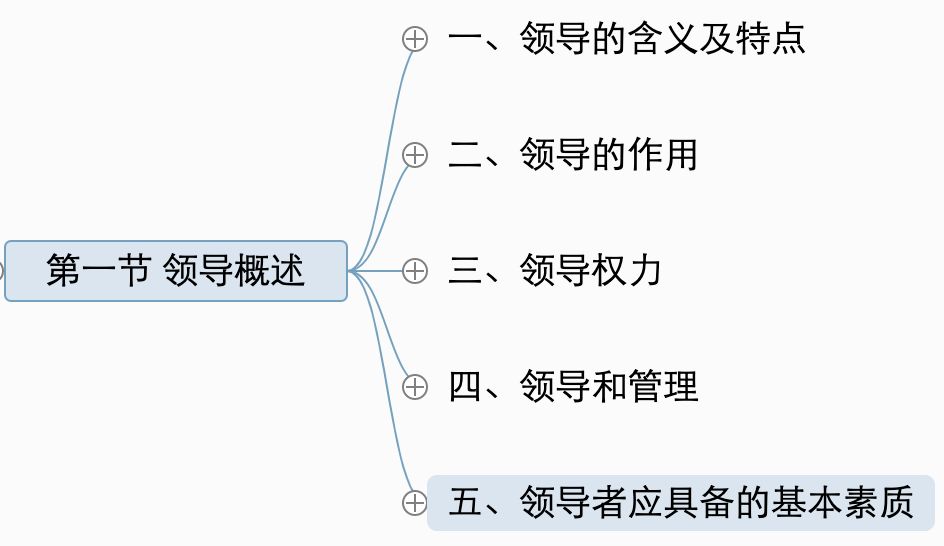 一、领导的含义及特点
二、领导的作用
第一节 领导概述
三、领导权力
四、领导和管理
五、领导者应具备的基本素质